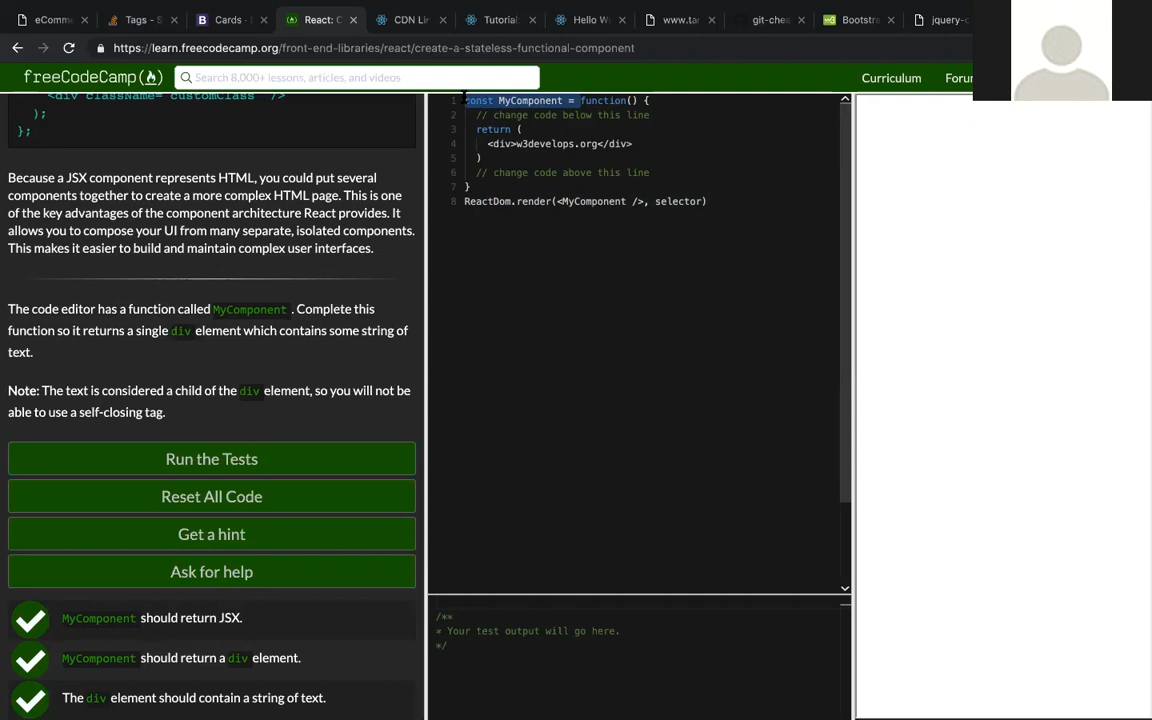 eComme
Tags - S
Cards -
React: C
CDN Lin
Tutorial:
Hello W
www.tar
git-chea
Bootstra
jquery-c
https://learn.freecodecamp.org/front-end-libraries/react/create-a-stateless-functional-component
freeCodeCamp
Search 8,000+ lessons, articles, and videos
Curriculum
Forum
<div className="customClass" />
);
};
Because a JSX component represents HTML, you could put several
components together to create a more complex HTML page. This is one
of the key advantages of the component architecture React provides. It
allows you to compose your UI from many separate, isolated components.
This makes it easier to build and maintain complex user interfaces.
The code editor has a function called MyComponent . Complete this
function so it returns a single div element which contains some string of
text.
Note: The text is considered a child of the div element, so you will not be
able to use a self-closing tag.
Run the Tests
Reset All Code
Get a hint
Ask for help
MyComponent should return JSX.
MyComponent should return a div element.
The div element should contain a string of text.
1 const MyComponent = function() {
2 // change code below this line
3 return (
4 <div>w3develops.org</div>
5 )
6 // change code above this line
7 }
8 ReactDom.render(<MyComponent />, selector)
/**
* Your test output will go here.
*/